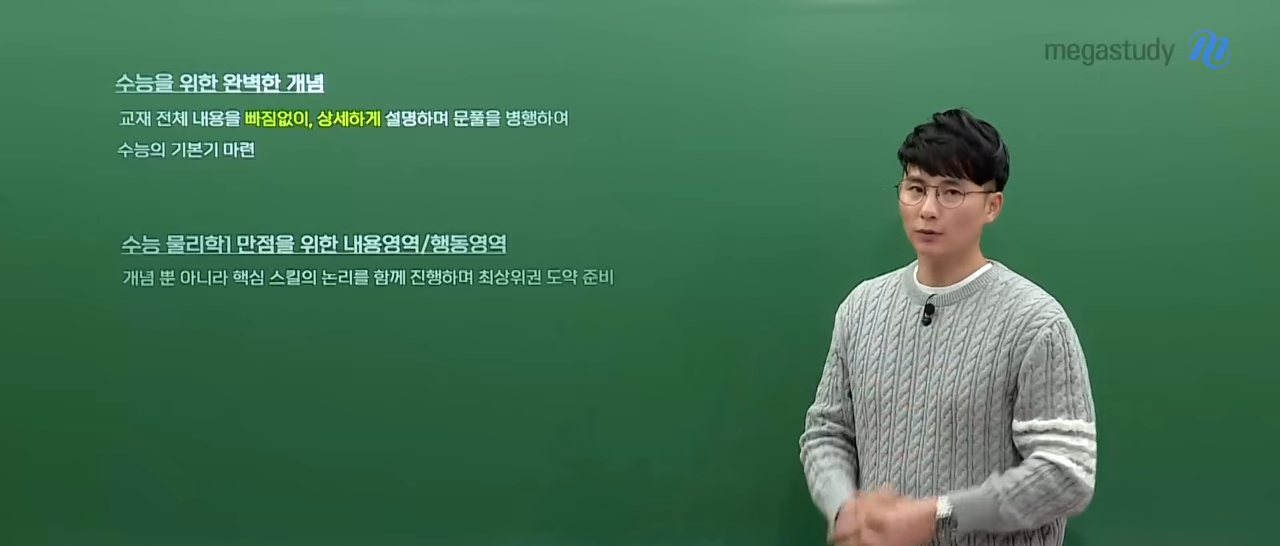 megastudy
수능을 위한 완벽한 개념
교재 전체 내용을 빠짐없이, 상세하게 설명하며 문풀을 병행하여
수능의 기본기 마련
수능 물리학1 만점을 위한 내용영역/행동영역
개념 뿐 아니라 핵심 스킬의 논리를 함께 진행하며 최상위권 도약 준비